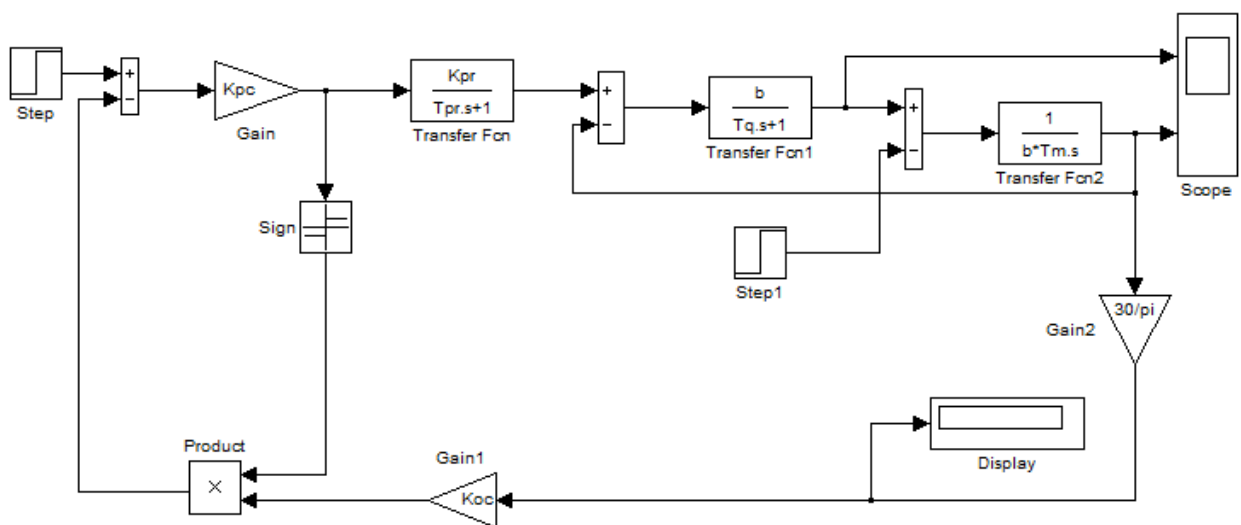 Step
+
−
Kpc
Gain
Kpr
Tpr.s+1
Transfer Fcn
+
−
b
Tq.s+1
Transfer Fcn1
+
−
1
b*Tm.s
Transfer Fcn2
Scope
Sign
Step1
30/pi
Gain2
Display
Product
×
Gain1
Koc